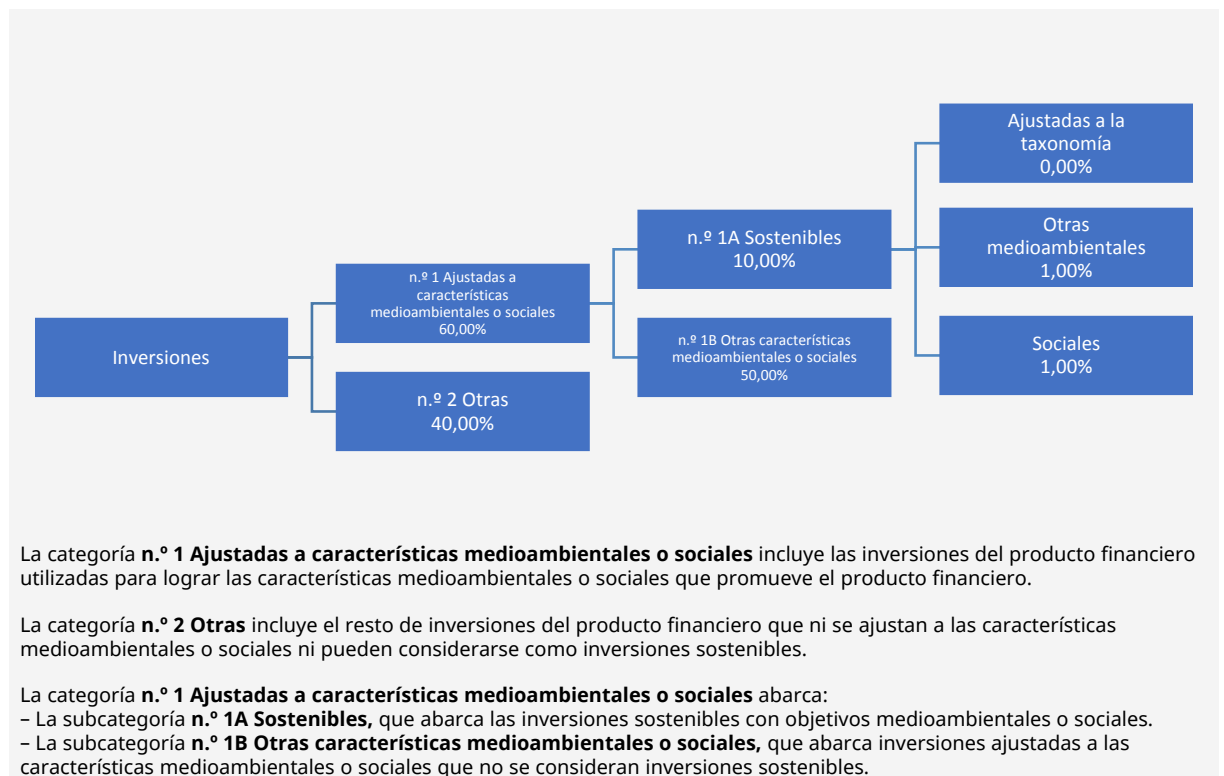 Inversiones
n.º 1 Ajustadas a
características
medioambientales o sociales
60,00%
n.º 2 Otras
40,00%
n.º 1A Sostenibles
10,00%
n.º 1B Otras características
medioambientales o sociales
50,00%
Ajustadas a la
taxonomía
0,00%
Otras
medioambientales
1,00%
Sociales
1,00%
La categoría n.º 1 Ajustadas a características medioambientales o sociales incluye las inversiones del producto financiero
utilizadas para lograr las características medioambientales o sociales que promueve el producto financiero.
La categoría n.º 2 Otras incluye el resto de inversiones del producto financiero que ni se ajustan a las características
medioambientales o sociales ni pueden considerarse como inversiones sostenibles.
La categoría n.º 1 Ajustadas a características medioambientales o sociales abarca:
– La subcategoría n.º 1A Sostenibles, que abarca las inversiones sostenibles con objetivos medioambientales o sociales.
– La subcategoría n.º 1B Otras características medioambientales o sociales, que abarca inversiones ajustadas a las
características medioambientales o sociales que no se consideran inversiones sostenibles.